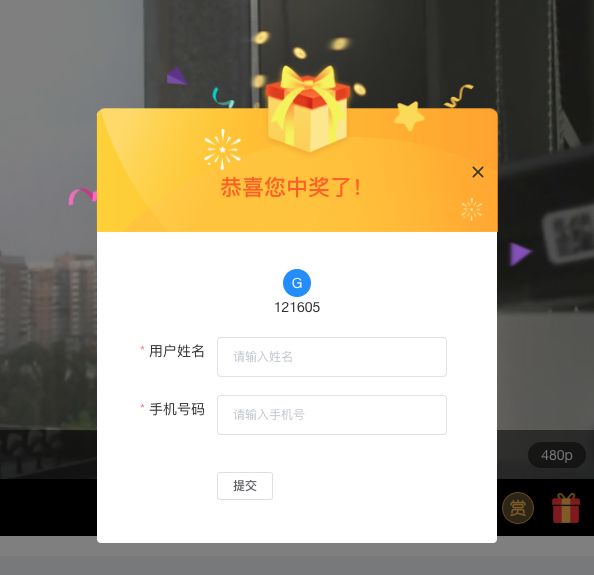 恭喜您中奖了！
G
121605
* 用户姓名
请输入姓名
* 手机号码
请输入手机号
提交
480p
赏